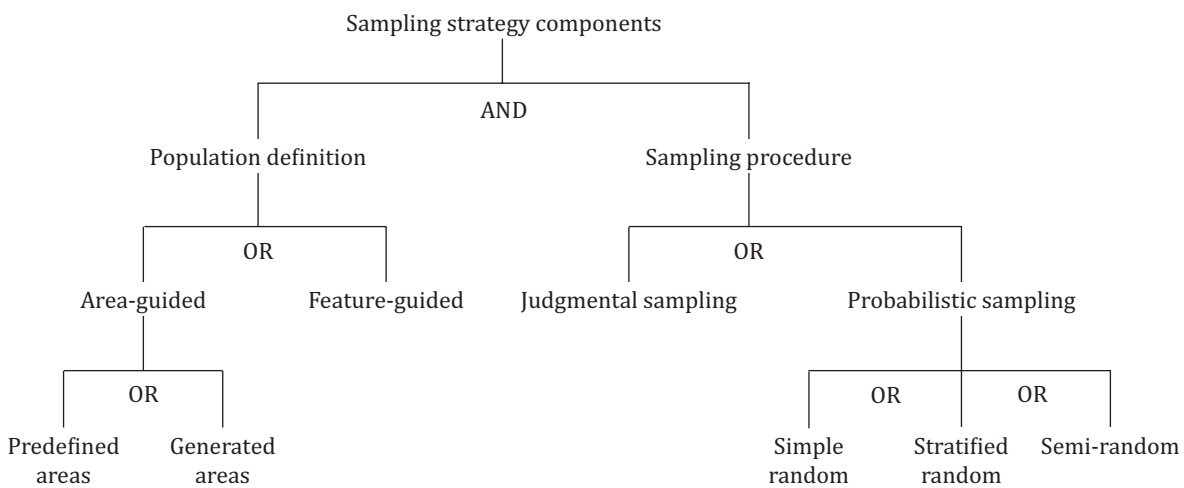 Sampling strategy components
AND
Population definition
Sampling procedure
OR
OR
Area-guided
Feature-guided
Judgmental sampling
Probabilistic sampling
OR
OR
OR
Predefined
areas
Generated
areas
Simple
random
Stratified
random
Semi-random